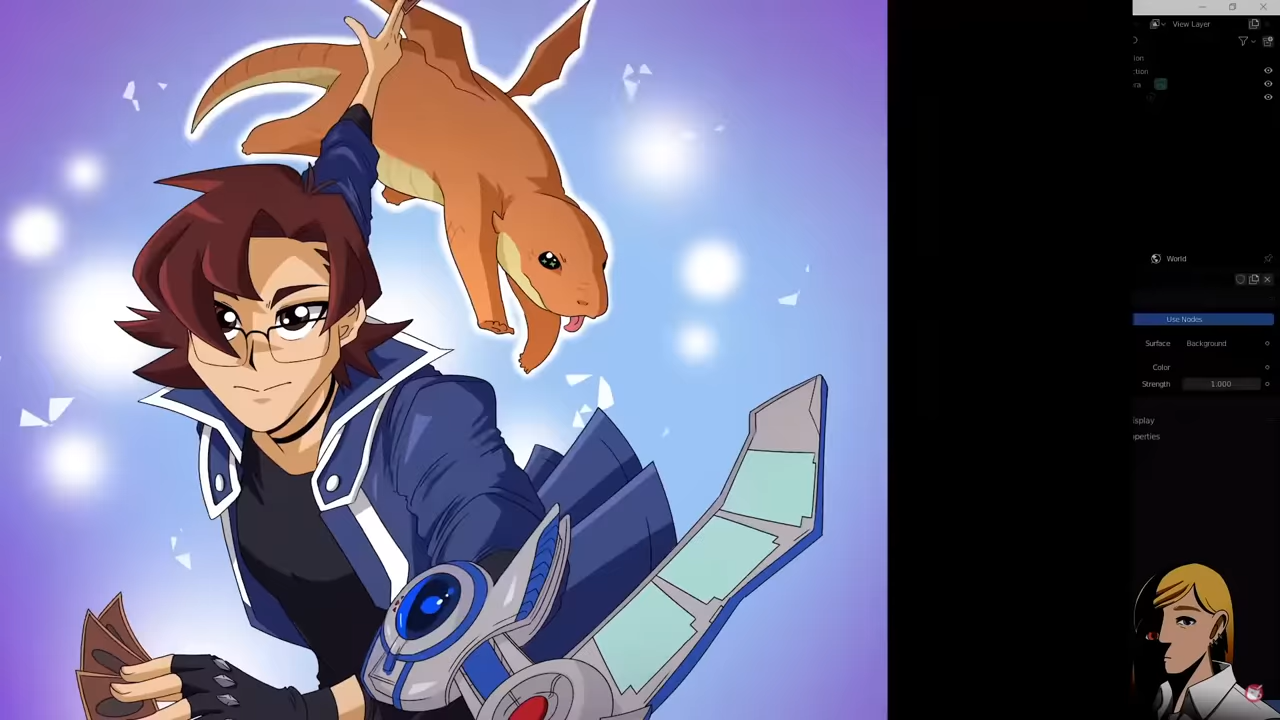 View Layer
World
Use Nodes
Surface Background
Color
Strength 1.000